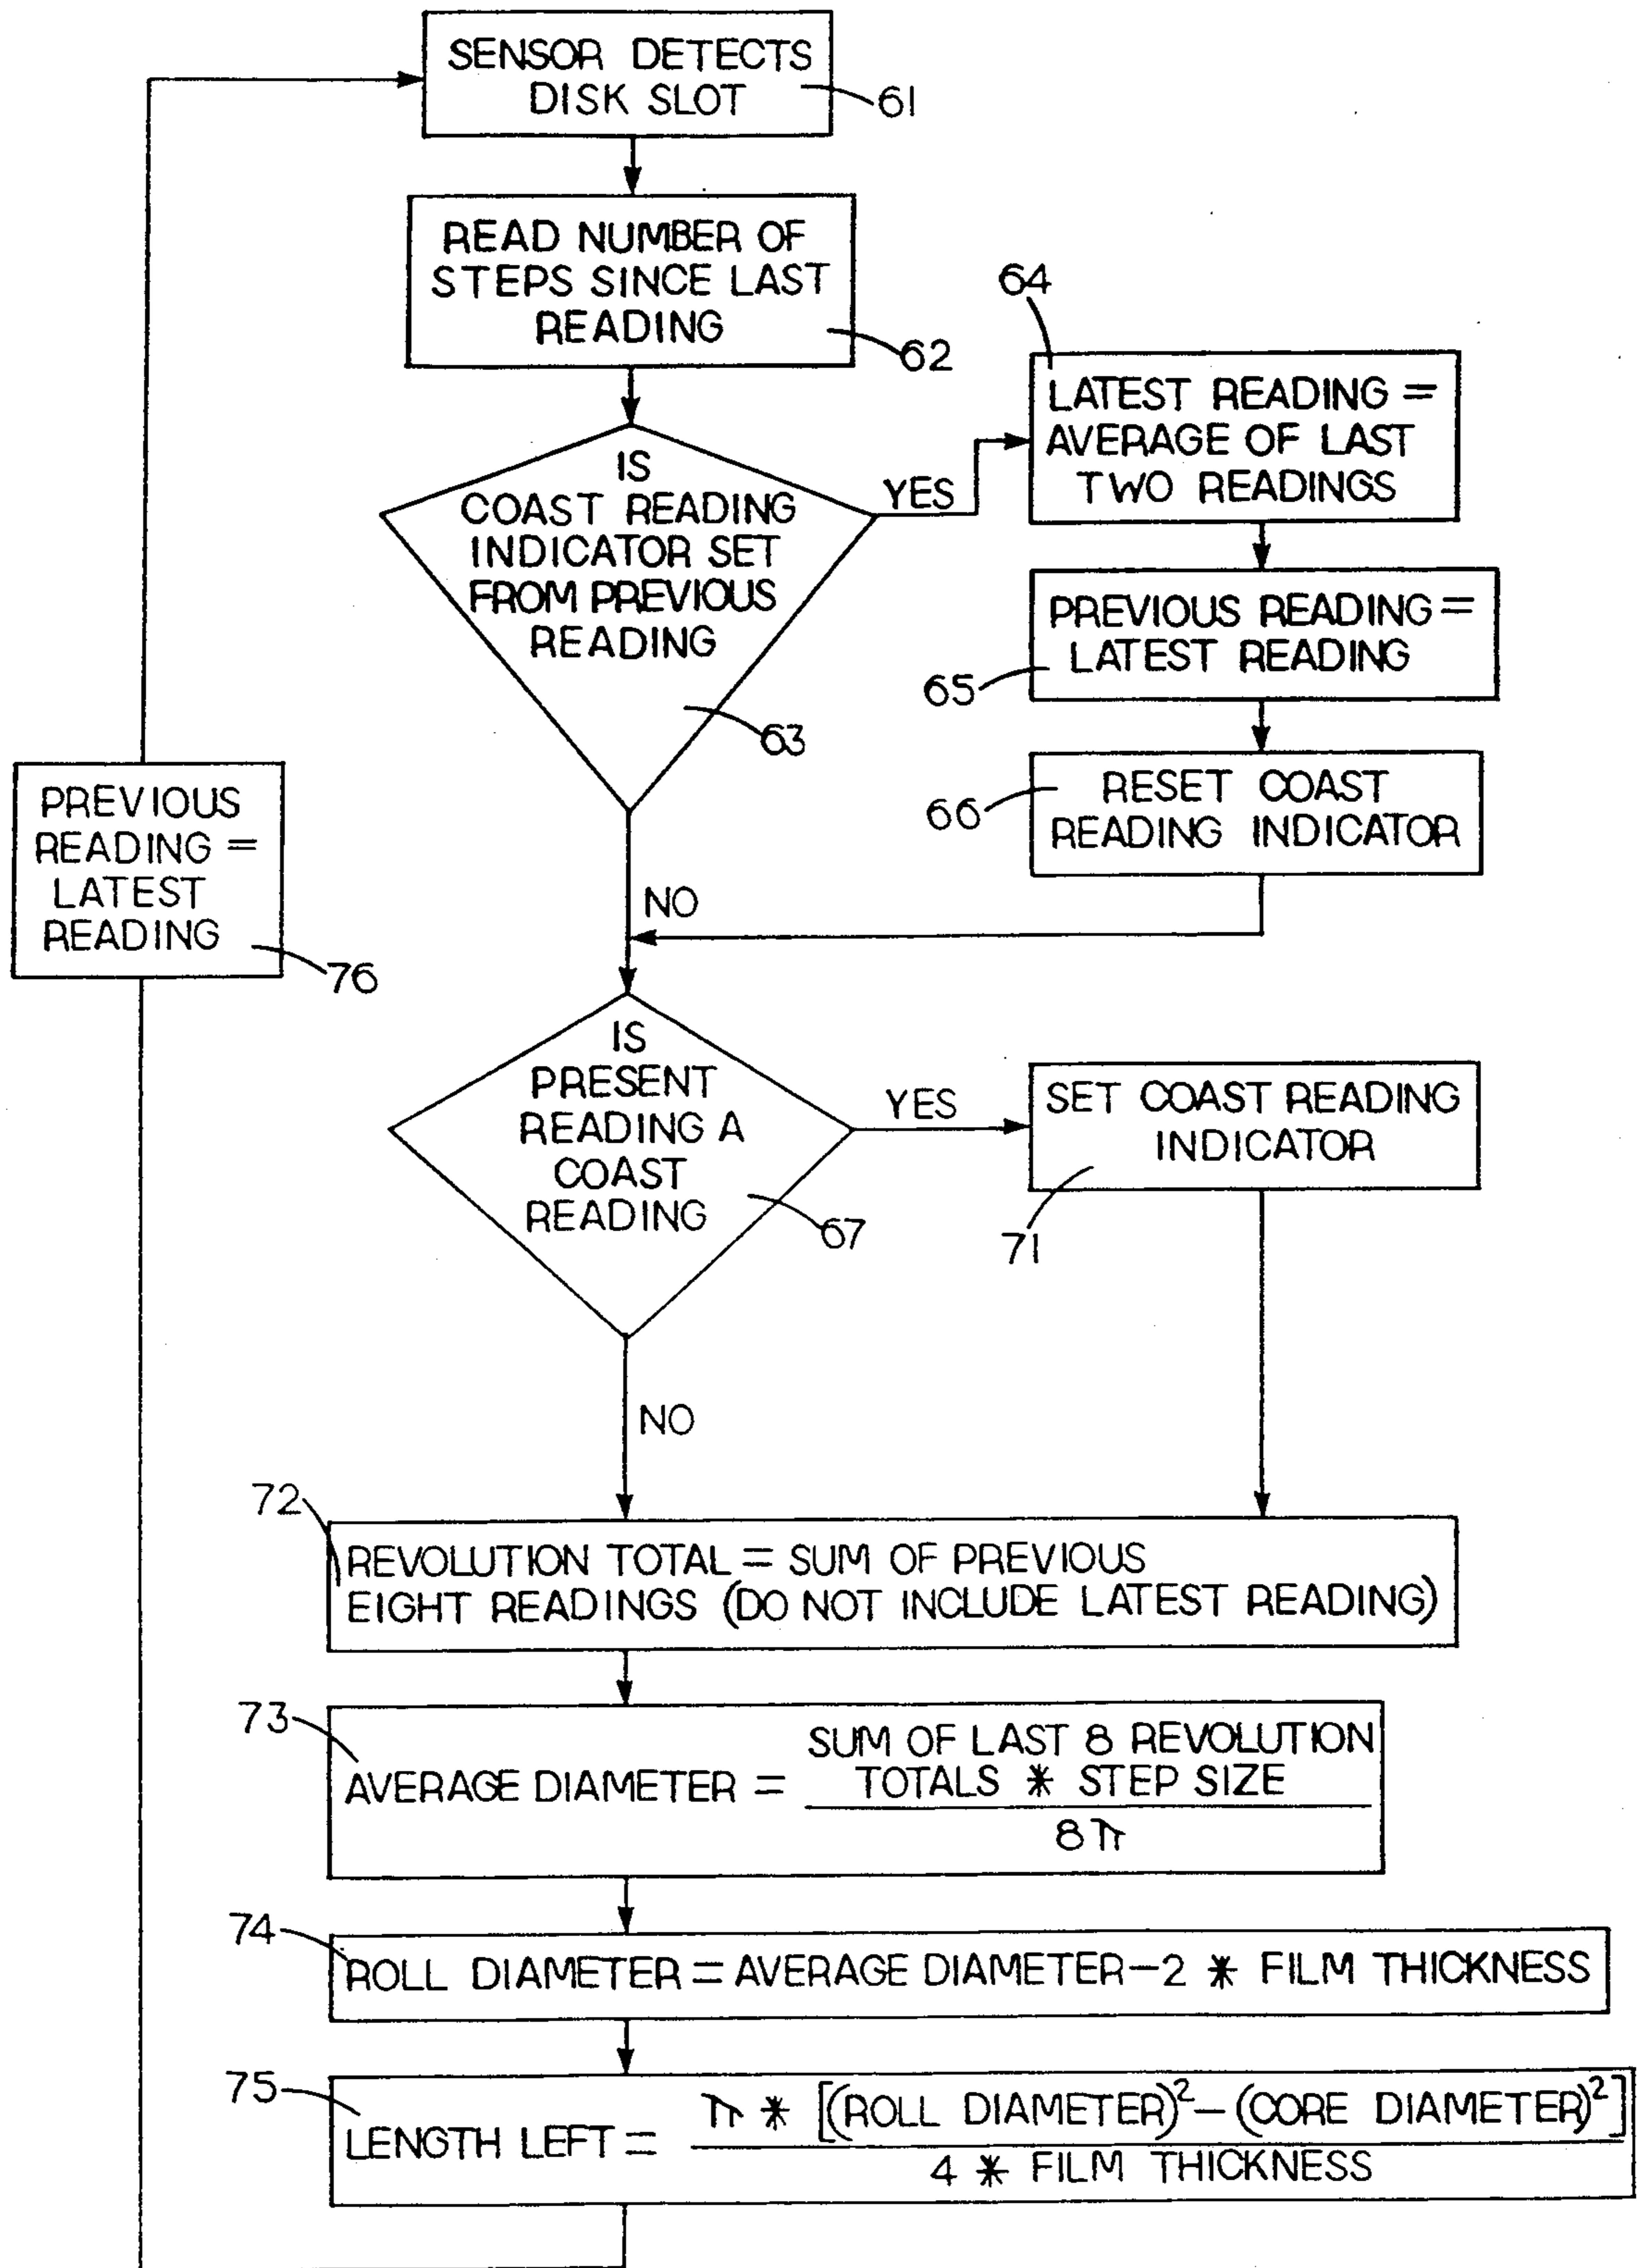 SENSOR DETECTS
DISK SLOT
61
READ NUMBER OF
STEPS SINCE LAST
READING
62
IS
COAST READING
INDICATOR SET
FROM PREVIOUS
READING
63
YES
NO
64
LATEST READING =
AVERAGE OF LAST
TWO READINGS
PREVIOUS READING =
LATEST READING
65
RESET COAST
READING INDICATOR
66
PREVIOUS
READING =
LATEST
READING
76
IS
PRESENT
READING A
COAST
READING
67
YES
NO
SET COAST READING
INDICATOR
71
72
REVOLUTION TOTAL = SUM OF PREVIOUS
EIGHT READINGS (DO NOT INCLUDE LATEST READING)
73
SUM OF LAST 8 REVOLUTION
TOTALS * STEP SIZE
AVERAGE DIAMETER =
8π
74
ROLL DIAMETER = AVERAGE DIAMETER-2 * FILM THICKNESS
75
π * [(ROLL DIAMETER)² - (CORE DIAMETER)²]
LENGTH LEFT =
4 * FILM THICKNESS